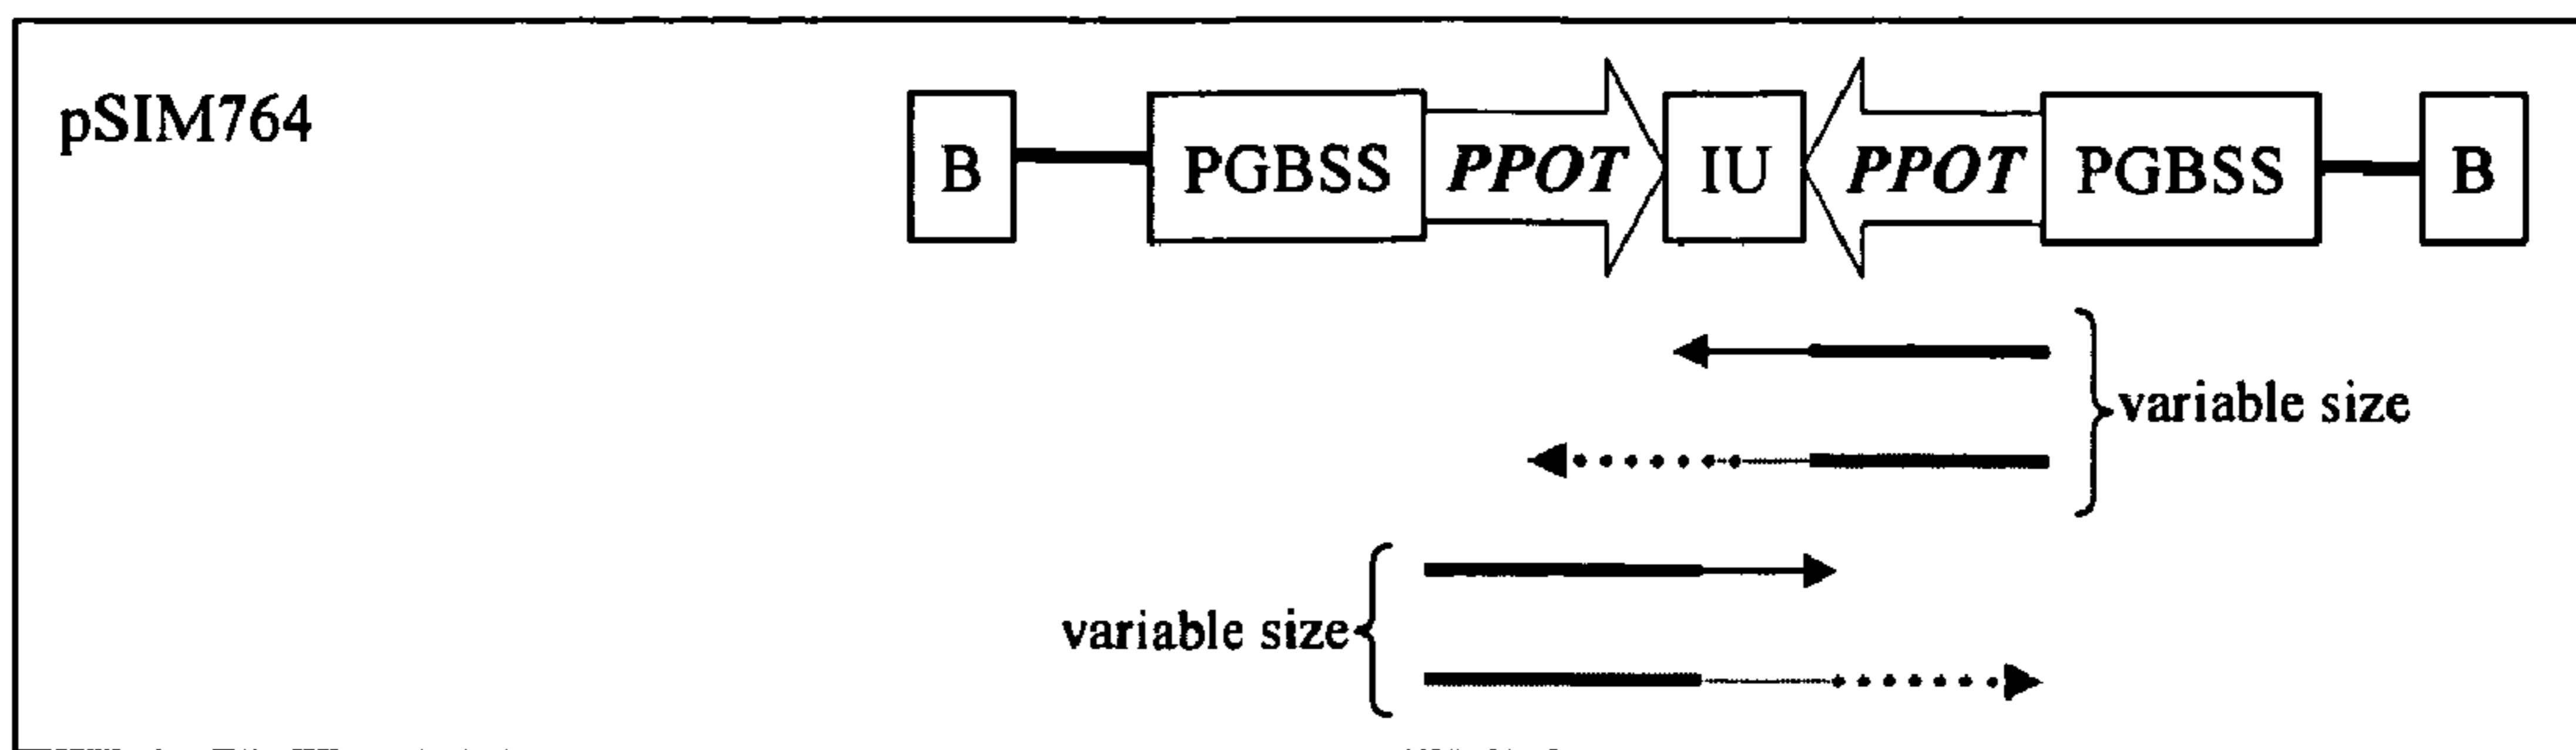 pSIM764
B PGBSS PPOT IU PPOT PGBSS B
variable size
variable size